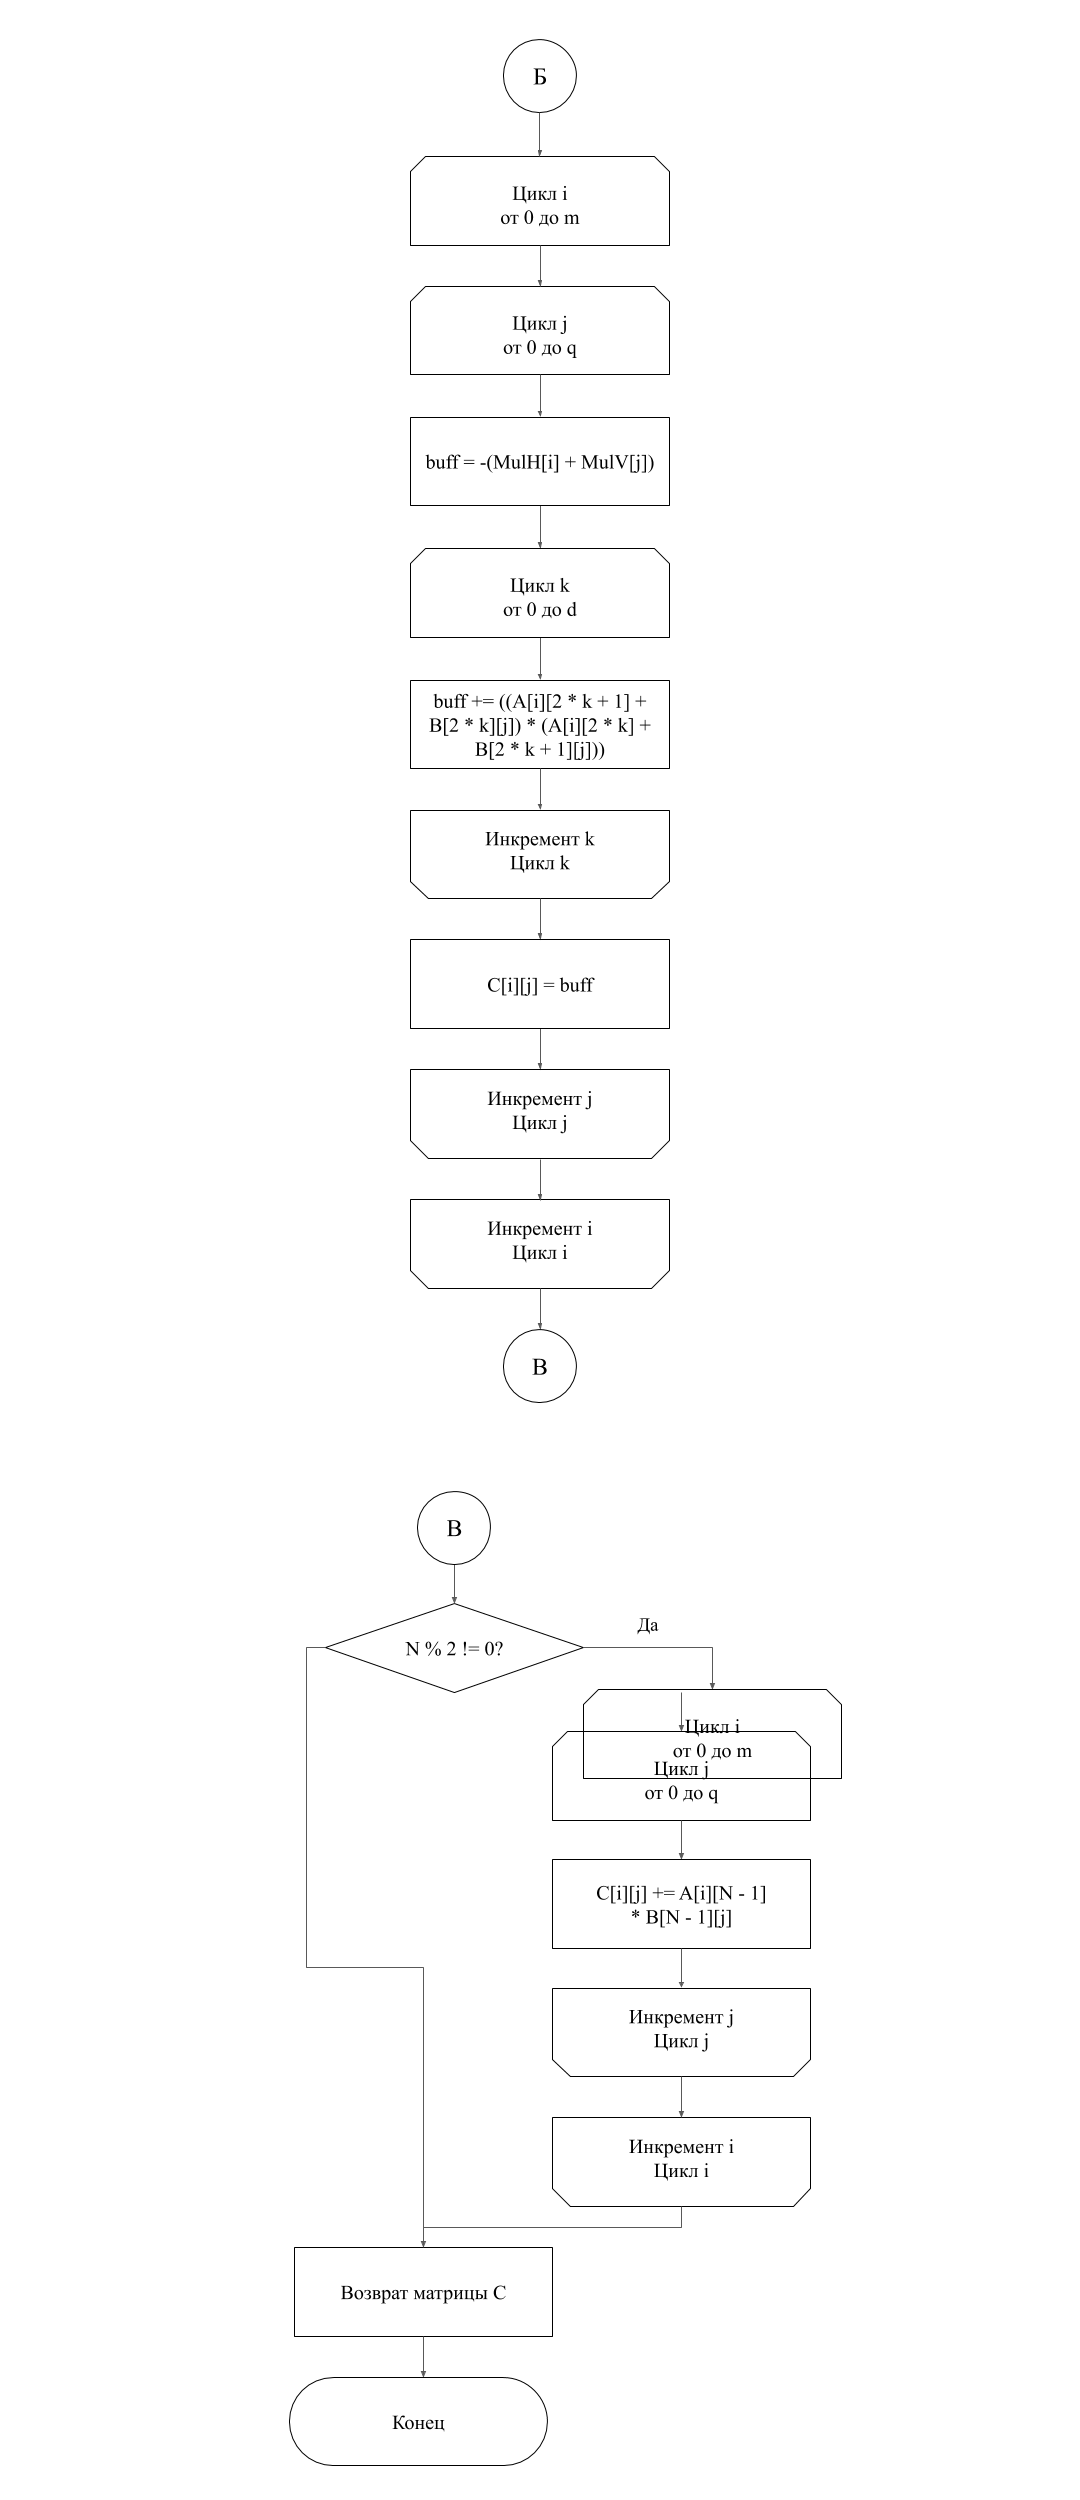 Б
Цикл i
от 0 до m
Цикл j
от 0 до q
buff = -(MulH[i] + MulV[j])
Цикл k
от 0 до d
buff += ((A[i][2 * k + 1] +
B[2 * k][j]) * (A[i][2 * k] +
B[2 * k + 1][j]))
Инкремент k
Цикл k
C[i][j] = buff
Инкремент j
Цикл j
Инкремент i
Цикл i
В
В
N % 2 != 0?
Да
Цикл i
от 0 до m
Цикл j
от 0 до q
C[i][j] += A[i][N - 1]
* B[N - 1][j]
Инкремент j
Цикл j
Инкремент i
Цикл i
Возврат матрицы C
Конец